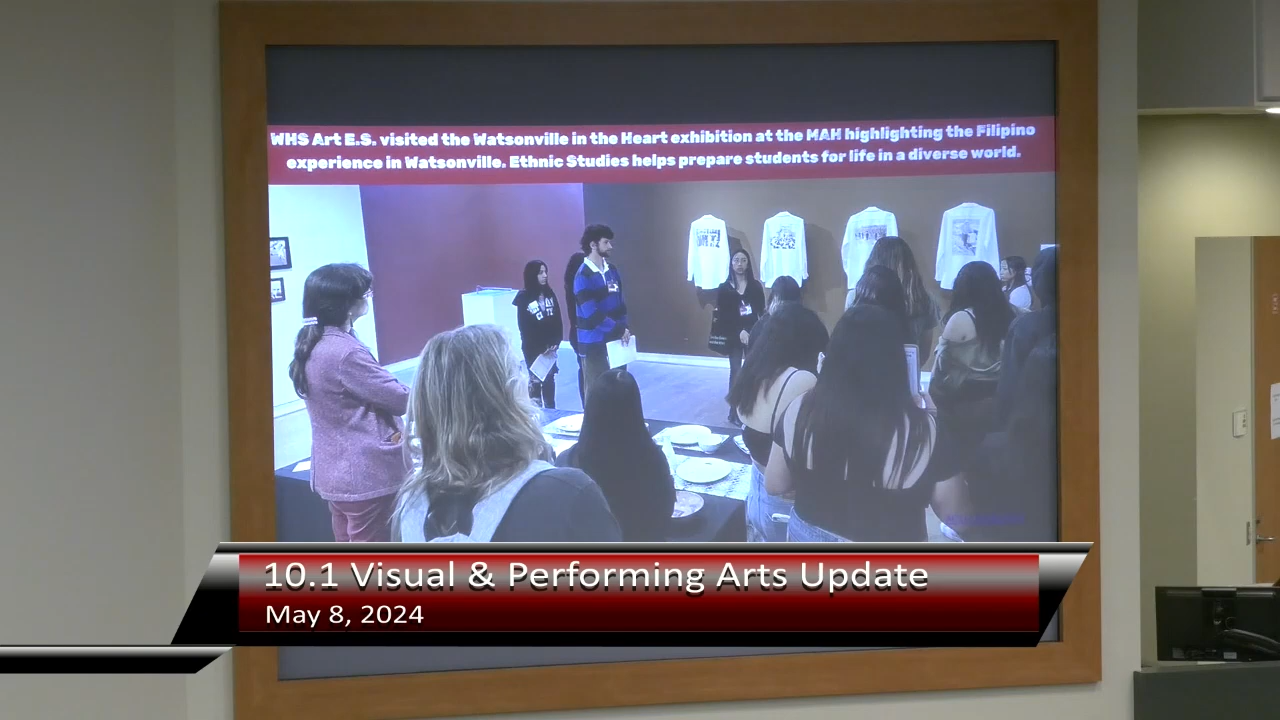 WHS Art E.S. visited the Watsonville in the Heart exhibition at the MAH highlighting the Filipino
experience in Watsonville. Ethnic Studies helps prepare students for life in a diverse world.
10.1 Visual & Performing Arts Update
May 8, 2024